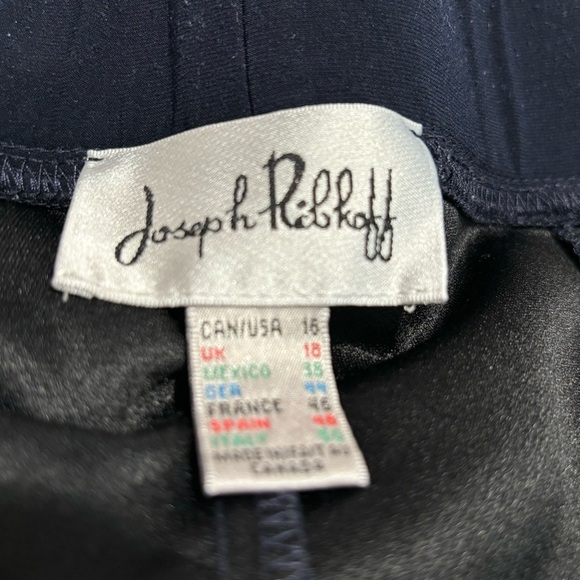 Joseph Ribkoff
CAN/USA 16
UK 18
MEXICO 38
GER 44
FRANCE 46
SPAIN 46
ITALY 50
MADE IN/FAIT AU
CANADA